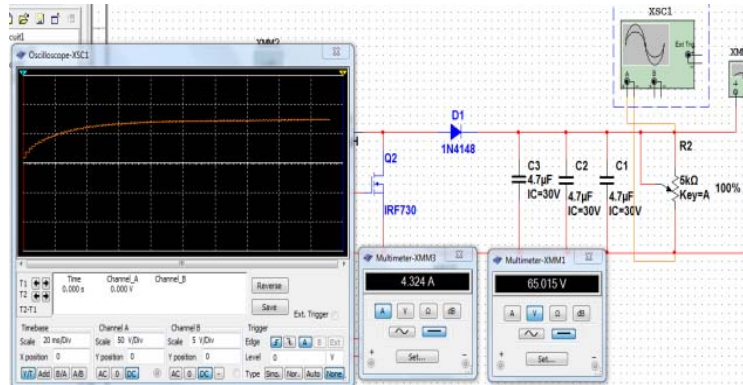 XSC1
Ext Trig
A
B
Oscilloscope-XSC1
D1
1N4148
Q2
IRF730
C3
4.7µF
IC=30V
C2
4.7µF
IC=30V
C1
4.7µF
IC=30V
R2
5kΩ
Key=A
100%
Multimeter-XMM3
4.324 A
A V Ω dB
Set...
Multimeter-XMM1
65.015 V
A V Ω dB
Set...
T1
T2
T2-T1
Time Channel_A Channel_B
0.000 s 0.000 V
Reverse
Save
Ext. Trigger
Timebase
Scale 20 ms/Div
X position 0
Y/T Add B/A A/B
Channel A
Scale 50 V/Div
Y position 0
AC 0 DC
Channel B
Scale 5 V/Div
Y position 0
AC 0 DC -
Trigger
Edge A B Ext
Level 0 V
Type Sing. Nor. Auto None